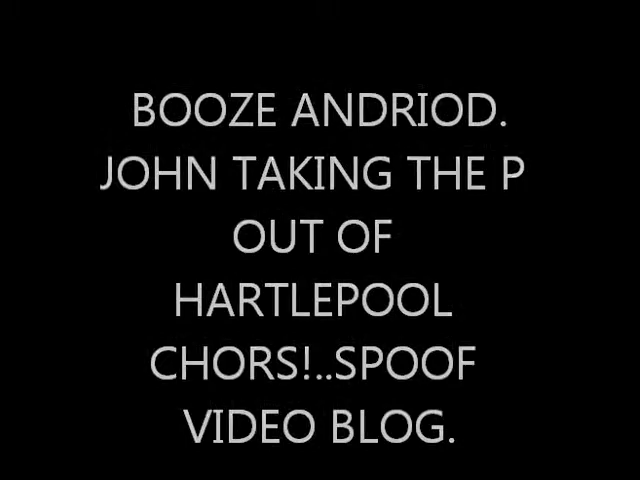 BOOZE ANDRIOD.
JOHN TAKING THE P
OUT OF
HARTLEPOOL
CHORS!..SPOOF
VIDEO BLOG.